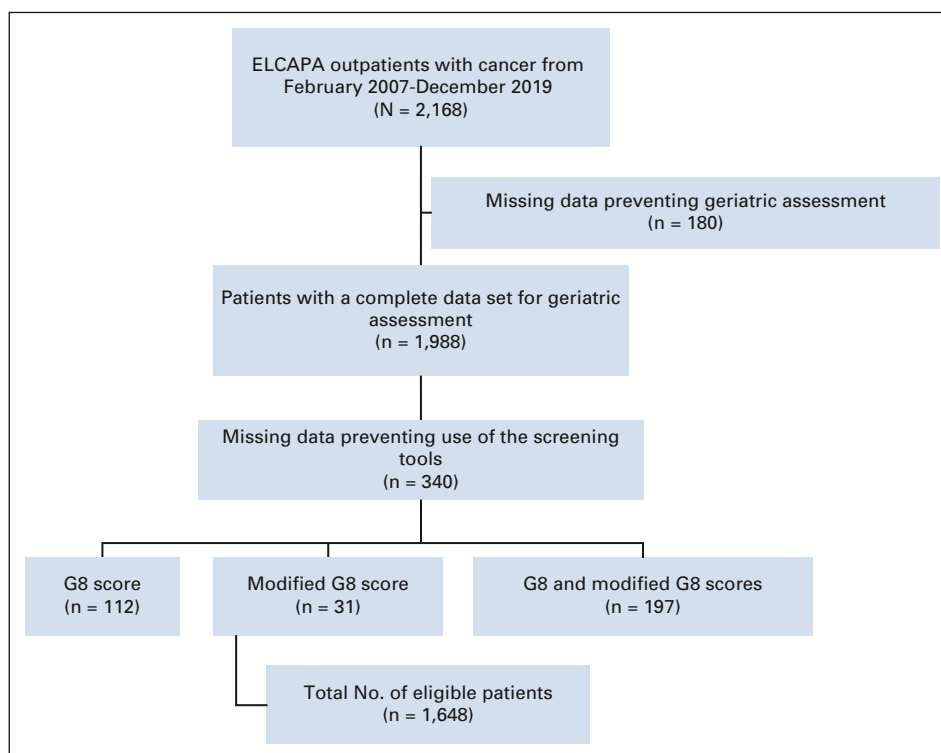 ELCAPA outpatients with cancer from
February 2007-December 2019
(N = 2,168)
Missing data preventing geriatric assessment
(n = 180)
Patients with a complete data set for geriatric
assessment
(n = 1,988)
Missing data preventing use of the screening
tools
(n = 340)
G8 score
(n = 112)
Modified G8 score
(n = 31)
G8 and modified G8 scores
(n = 197)
Total No. of eligible patients
(n = 1,648)